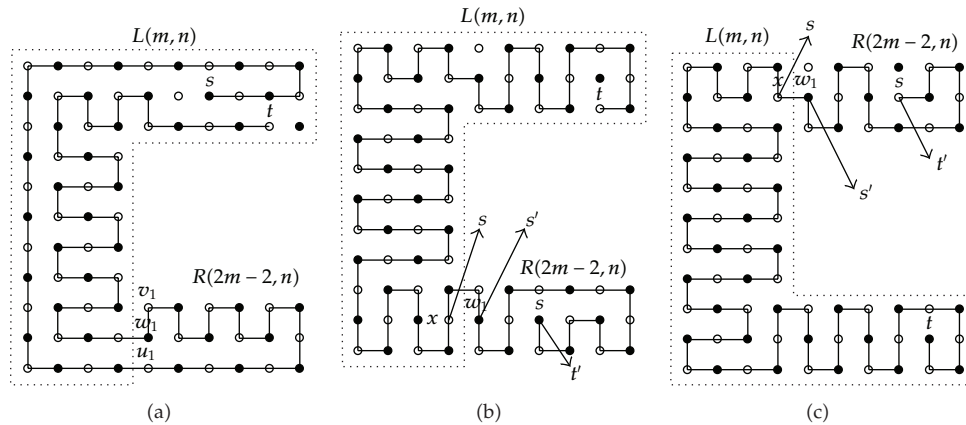 L(m, n)
s
t
R(2m − 2, n)
v₁
w₁
u₁
(a)
L(m, n)
t
s
s′
R(2m − 2, n)
w₁
s
x
t′
(b)
s
L(m, n)
R(2m − 2, n)
x
w₁
s
t′
s′
t
(c)